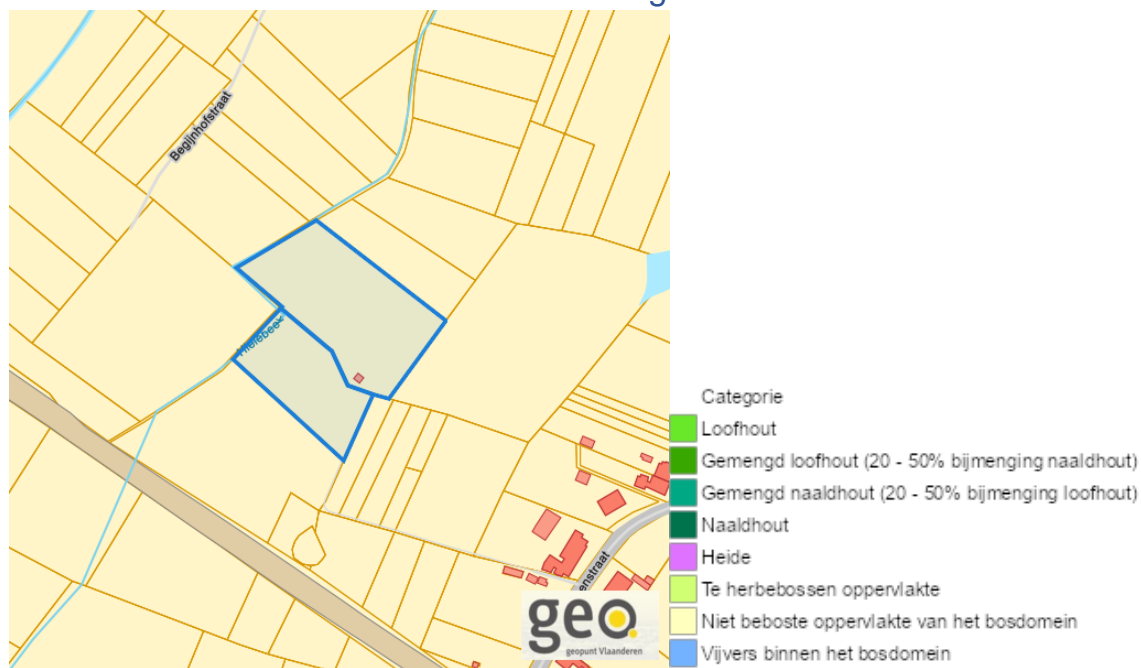 Begijnhofstraat
Categorie
Loofhout
Gemengd loofhout (20 - 50% bijmenging naaldhout)
Gemengd naaldhout (20 - 50% bijmenging loofhout)
Naaldhout
Heide
Te herbebossen oppervlakte
enstraat
geo.
geopunt Vlaanderen
Niet beboste oppervlakte van het bosdomein
Vijvers binnen het bosdomein